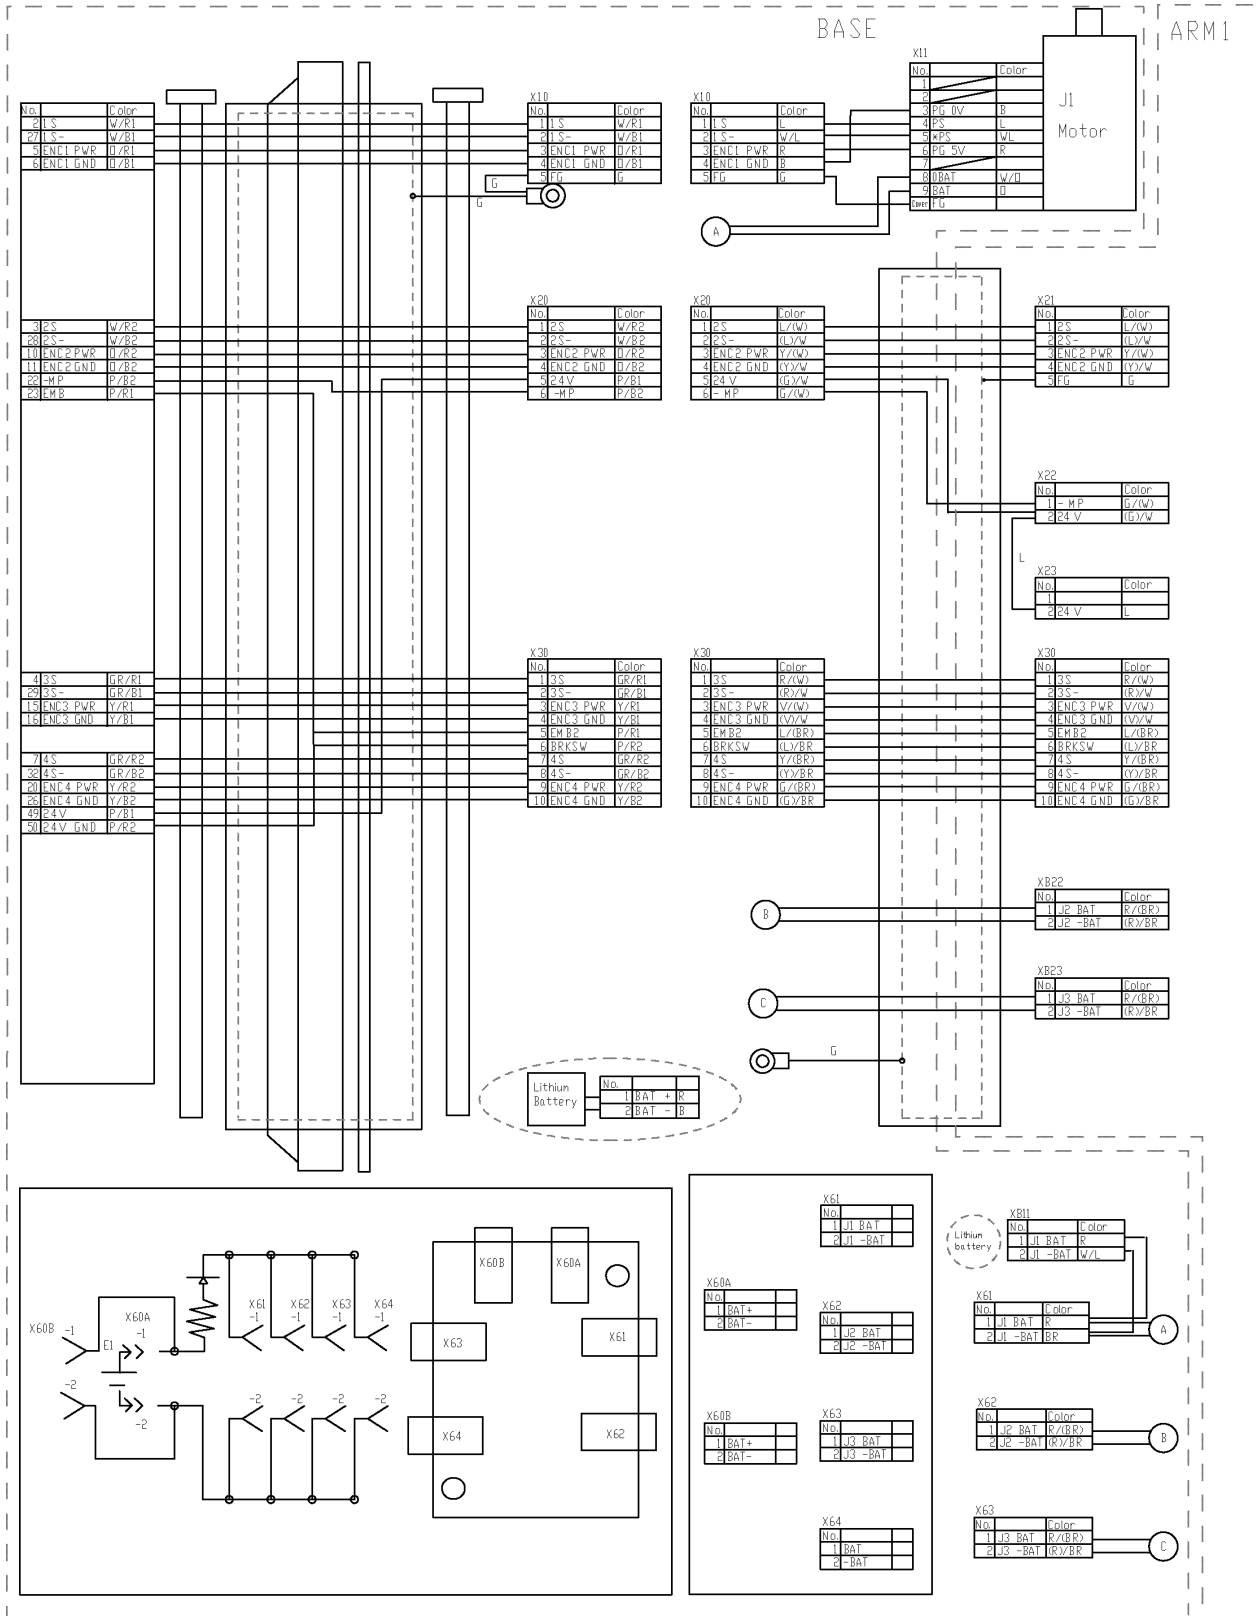 BASE
ARM1
X11
No. Color
1
2
3 PG 0V B
4 PS L
5 *PS WL
6 PG 5V R
7
8 0BAT W/O
9 BAT O
Cover FG
J1
Motor
No. Color
2 1S W/R1
27 1S- W/B1
5 ENC1 PWR O/R1
6 ENC1 GND O/B1
X10
No. Color
1 1S W/R1
2 1S- W/B1
3 ENC1 PWR O/R1
4 ENC1 GND O/B1
5 FG G
G
G
X10
No. Color
1 1S L
2 1S- W/L
3 ENC1 PWR R
4 ENC1 GND B
5 FG G
A
3 2S W/R2
28 2S- W/B2
10 ENC2 PWR O/R2
11 ENC2 GND O/B2
22 -MP P/B2
23 EMB P/R1
X20
No. Color
1 2S W/R2
2 2S- W/B2
3 ENC2 PWR O/R2
4 ENC2 GND O/B2
5 24V P/B1
6 -MP P/B2
X20
No. Color
1 2S L/(W)
2 2S- (L)/W
3 ENC2 PWR Y/(W)
4 ENC2 GND (Y)/W
5 24V (G)/W
6 -MP G/(W)
X21
No. Color
1 2S L/(W)
2 2S- (L)/W
3 ENC2 PWR Y/(W)
4 ENC2 GND (Y)/W
5 FG G
X22
No. Color
1 -MP G/(W)
2 24V (G)/W
L
X23
No. Color
1
2 24V L
4 3S GR/R1
29 3S- GR/B1
15 ENC3 PWR Y/R1
16 ENC3 GND Y/B1
7 4S GR/R2
32 4S- GR/B2
20 ENC4 PWR Y/R2
26 ENC4 GND Y/B2
49 24V P/B1
50 24V GND P/R2
X30
No. Color
1 3S GR/R1
2 3S- GR/B1
3 ENC3 PWR Y/R1
4 ENC3 GND Y/B1
5 EMB2 P/R1
6 BRKSW P/R2
7 4S GR/R2
8 4S- GR/B2
9 ENC4 PWR Y/R2
10 ENC4 GND Y/B2
X30
No. Color
1 3S R/(W)
2 3S- (R)/W
3 ENC3 PWR V/(W)
4 ENC3 GND (V)/W
5 EMB2 L/(BR)
6 BRKSW (L)/BR
7 4S Y/(BR)
8 4S- (Y)/BR
9 ENC4 PWR G/(BR)
10 ENC4 GND (G)/BR
X30
No. Color
1 3S R/(W)
2 3S- (R)/W
3 ENC3 PWR V/(W)
4 ENC3 GND (V)/W
5 EMB2 L/(BR)
6 BRKSW (L)/BR
7 4S Y/(BR)
8 4S- (Y)/BR
9 ENC4 PWR G/(BR)
10 ENC4 GND (G)/BR
XB22
No. Color
1 J2 BAT R/(BR)
2 J2 -BAT (R)/BR
B
XB23
No. Color
1 J3 BAT R/(BR)
2 J3 -BAT (R)/BR
C
G
Lithium
Battery
No.
1 BAT + R
2 BAT - B
X60B
-1
-2
X60A
-1
-2
E1
X61
-1
X62
-1
X63
-1
X64
-1
-2
-2
-2
-2
X60B
X60A
X63
X61
X64
X62
X61
No.
1 J1 BAT
2 J1 -BAT
X60A
No.
1 BAT+
2 BAT-
X62
No.
1 J2 BAT
2 J2 -BAT
X60B
No.
1 BAT+
2 BAT-
X63
No.
1 J3 BAT
2 J3 -BAT
X64
No.
1 BAT
2 -BAT
Lithium
battery
XB11
No. Color
1 J1 BAT R
2 J1 -BAT W/L
X61
No. Color
1 J1 BAT R
2 J1 -BAT BR
A
X62
No. Color
1 J2 BAT R/(BR)
2 J2 -BAT (R)/BR
B
X63
No. Color
1 J3 BAT R/(BR)
2 J3 -BAT (R)/BR
C